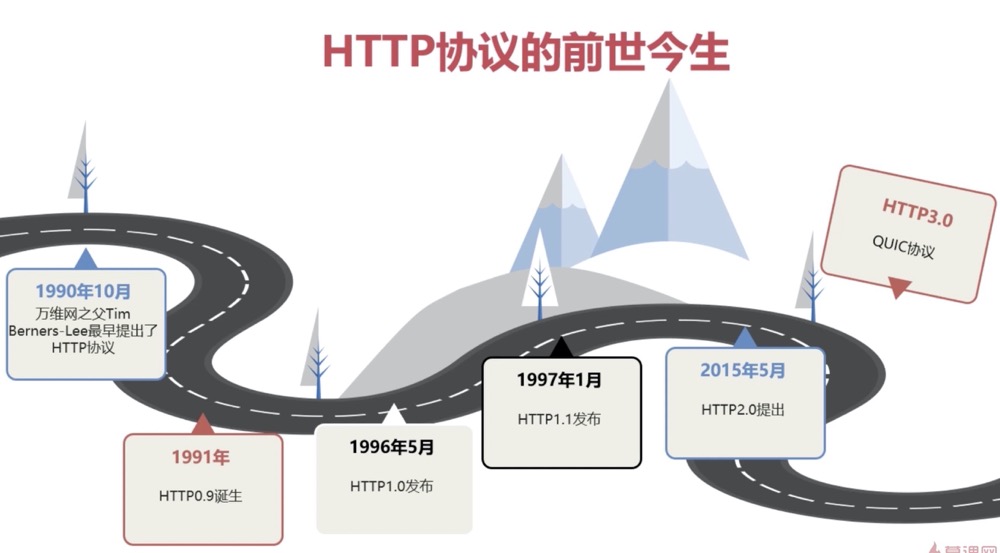 HTTP协议的前世今生
HTTP3.0
QUIC协议
1990年10月
万维网之父Tim
Berners-Lee最早提出了
HTTP协议
1997年1月
HTTP1.1发布
2015年5月
HTTP2.0提出
1991年
HTTP0.9诞生
1996年5月
HTTP1.0发布
慕课网